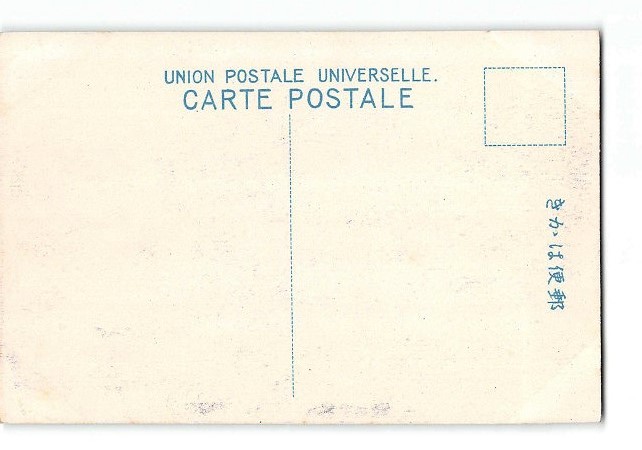 UNION POSTALE UNIVERSELLE.
CARTE POSTALE
郵便はかき